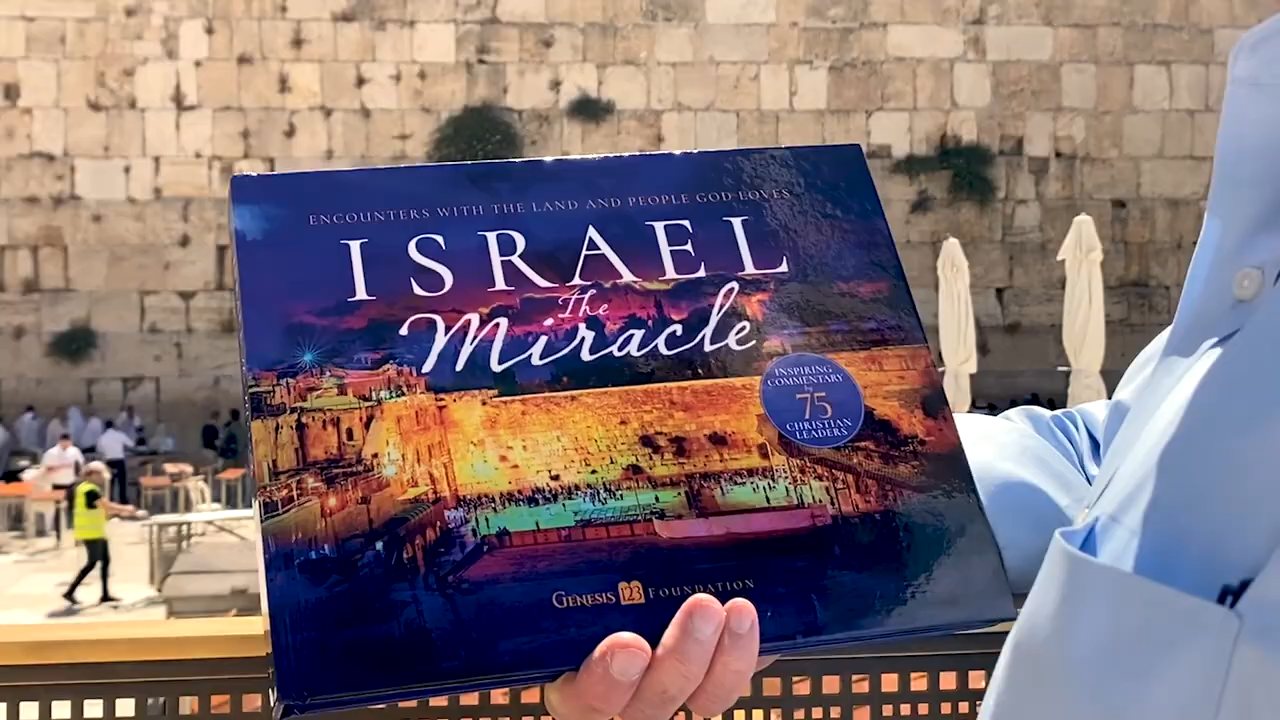 ENCOUNTERS WITH THE LAND AND PEOPLE GOD LOVES
ISRAEL
The
Miracle
INSPIRING
COMMENTARY
by
75
CHRISTIAN
LEADERS
GENESIS 123 FOUNDATION